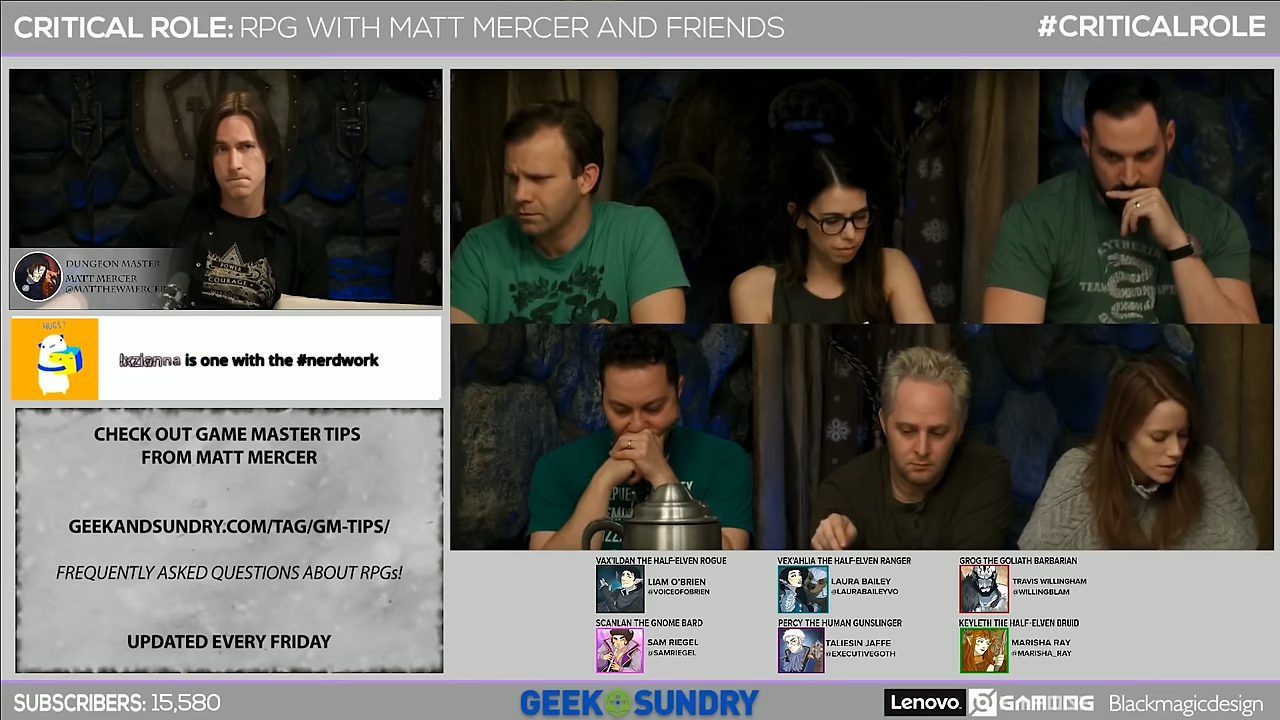 CRITICAL ROLE: RPG WITH MATT MERCER AND FRIENDS
#CRITICALROLE
DUNGEON MASTER
MATT MERCER
@MATTHEWMERCER
POWER
COURAGE
HUGS?
is one with the #nerdwork
CHECK OUT GAME MASTER TIPS
FROM MATT MERCER
GEEKANDSUNDRY.COM/TAG/GM-TIPS/
FREQUENTLY ASKED QUESTIONS ABOUT RPGs!
UPDATED EVERY FRIDAY
VAX'ILDAN THE HALF-ELVEN ROGUE
LIAM O'BRIEN
@VOICEOFOBRIEN
VEX'AHLIA THE HALF-ELVEN RANGER
LAURA BAILEY
@LAURABAILEYVO
GROG THE GOLIATH BARBARIAN
TRAVIS WILLINGHAM
@WILLINGBLAM
SCANLAN THE GNOME BARD
SAM RIEGEL
@SAMRIEGEL
PERCY THE HUMAN GUNSLINGER
TALIESIN JAFFE
@EXECUTIVEGOTH
KEYLETH THE HALF-ELVEN DRUID
MARISHA RAY
@MARISHA_RAY
SUBSCRIBERS: 15,580
GEEK & SUNDRY
Lenovo.
GAMING
Blackmagicdesign